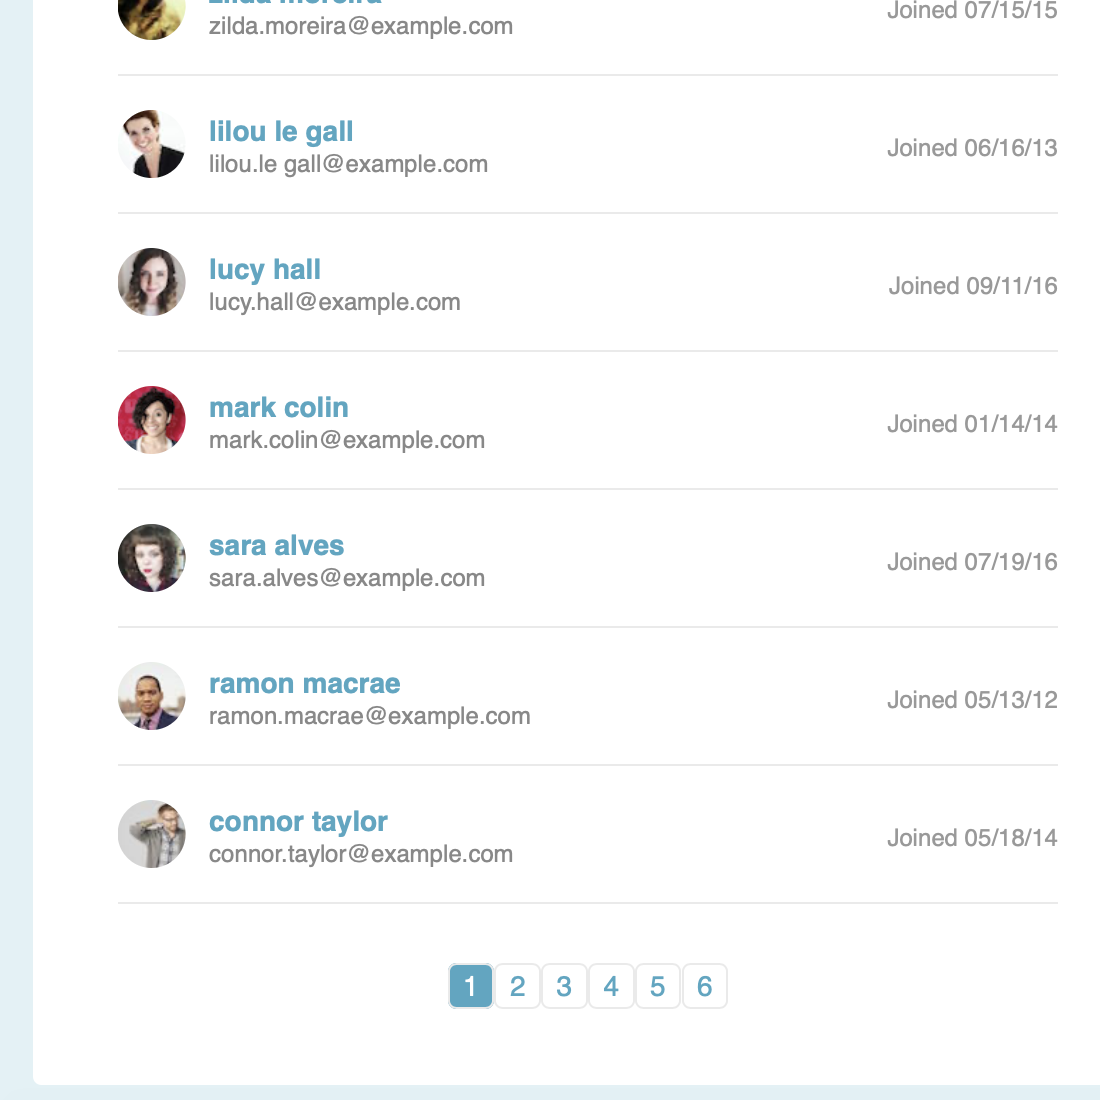 zilda moreira
zilda.moreira@example.com
Joined 07/15/15
lilou le gall
lilou.le gall@example.com
Joined 06/16/13
lucy hall
lucy.hall@example.com
Joined 09/11/16
mark colin
mark.colin@example.com
Joined 01/14/14
sara alves
sara.alves@example.com
Joined 07/19/16
ramon macrae
ramon.macrae@example.com
Joined 05/13/12
connor taylor
connor.taylor@example.com
Joined 05/18/14
1 2 3 4 5 6